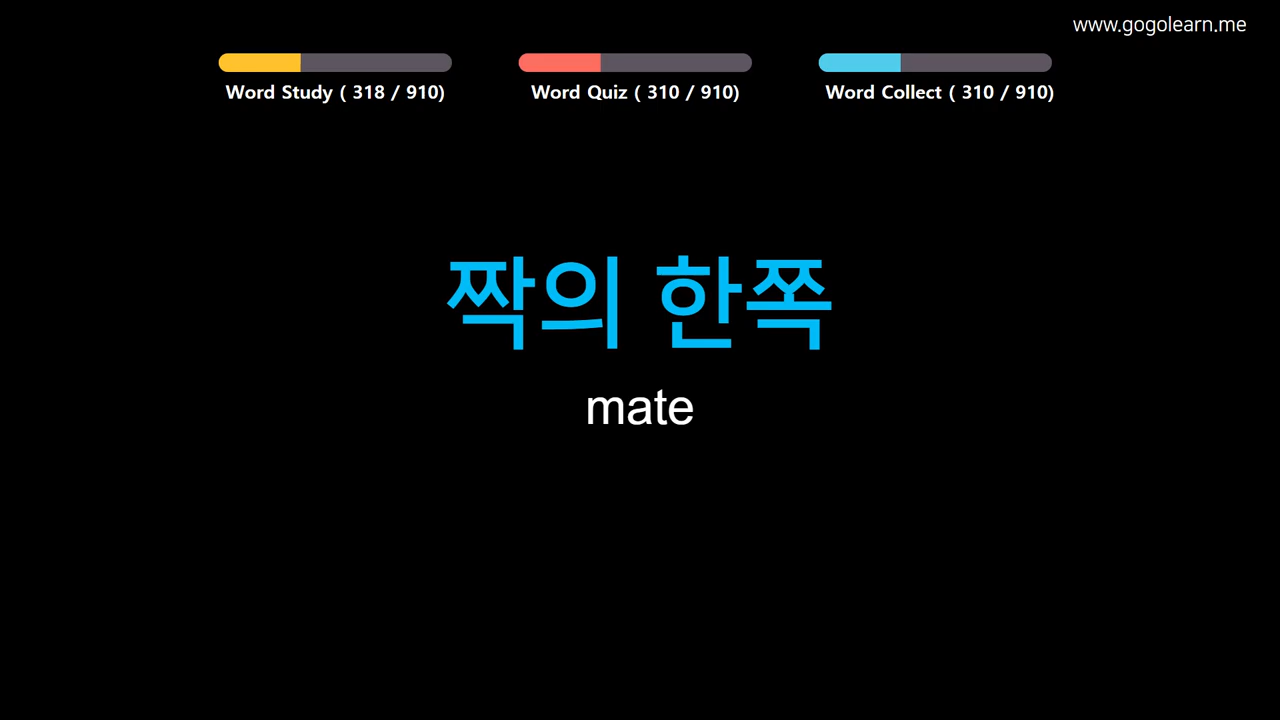 www.gogolearn.me
Word Study ( 318 / 910)
Word Quiz ( 310 / 910)
Word Collect ( 310 / 910)
짝의 한쪽
mate